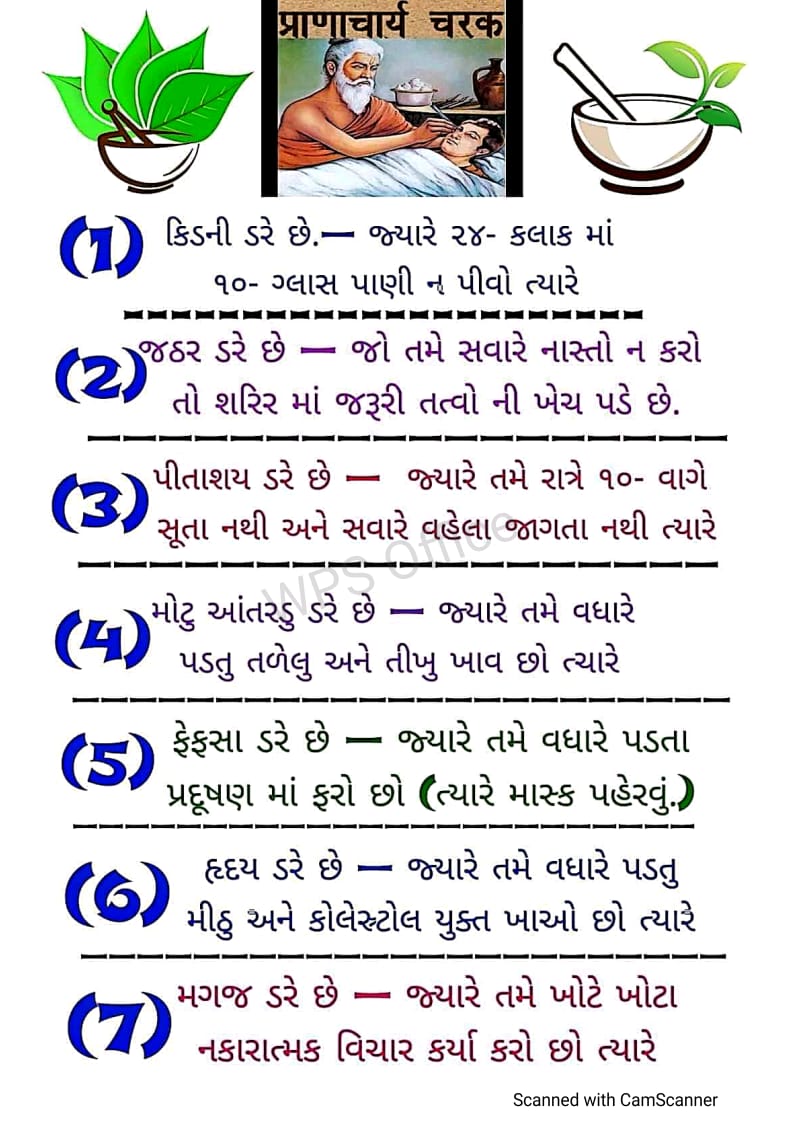 प्राणाचार्य चरक
(1) કિડની ડરે છે.— જ્યારે ૨૪- કલાક માં
૧૦- ગ્લાસ પાણી ન પીવો ત્યારે
(2) જઠર ડરે છે — જો તમે સવારે નાસ્તો ન કરો
તો શરિર માં જરૂરી તત્વો ની ખેચ પડે છે.
(3) પીતાશય ડરે છે — જ્યારે તમે રાત્રે ૧૦- વાગે
સૂતા નથી અને સવારે વહેલા જાગતા નથી ત્યારે
WPS Office
(4) મોટુ આંતરડુ ડરે છે — જ્યારે તમે વધારે
પડતુ તળેલુ અને તીખુ ખાવ છો ત્યારે
(5) ફેફસા ડરે છે — જ્યારે તમે વધારે પડતા
પ્રદૂષણ માં ફરો છો (ત્યારે માસ્ક પહેરવું.)
(6) હૃદય ડરે છે — જ્યારે તમે વધારે પડતુ
મીઠુ અને કોલેસ્ટ્રોલ યુક્ત ખાઓ છો ત્યારે
(7) મગજ ડરે છે — જ્યારે તમે ખોટે ખોટા
નકારાત્મક વિચાર કર્યા કરો છો ત્યારે
Scanned with CamScanner